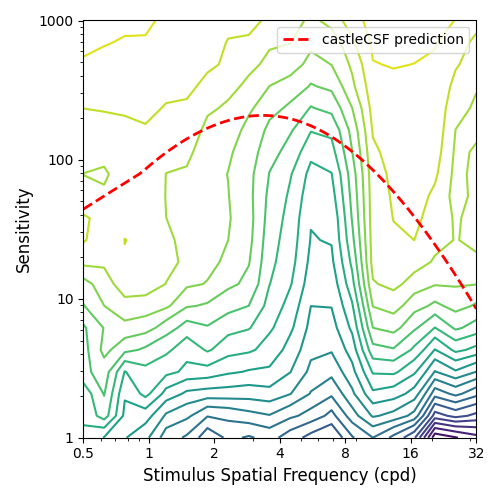 1000
castleCSF prediction
100
10
1
Sensitivity
0.5 1 2 4 8 16 32
Stimulus Spatial Frequency (cpd)